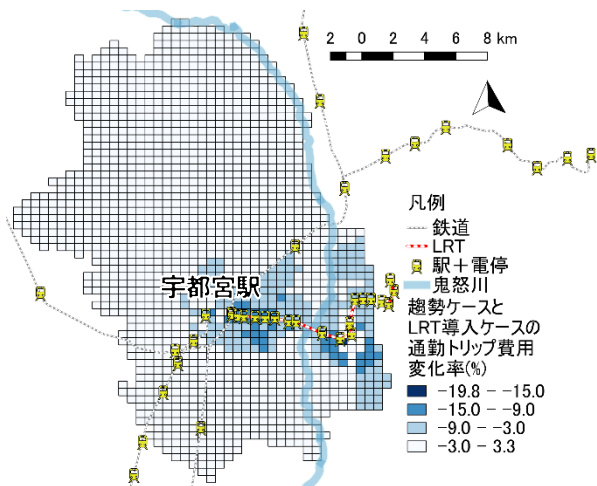 2 0 2 4 6 8 km
宇都宮駅
凡例
鉄道
LRT
駅+電停
鬼怒川
趨勢ケースと
LRT導入ケースの
通勤トリップ費用
変化率(%)
-19.8 - -15.0
-15.0 - -9.0
-9.0 - -3.0
-3.0 - 3.3